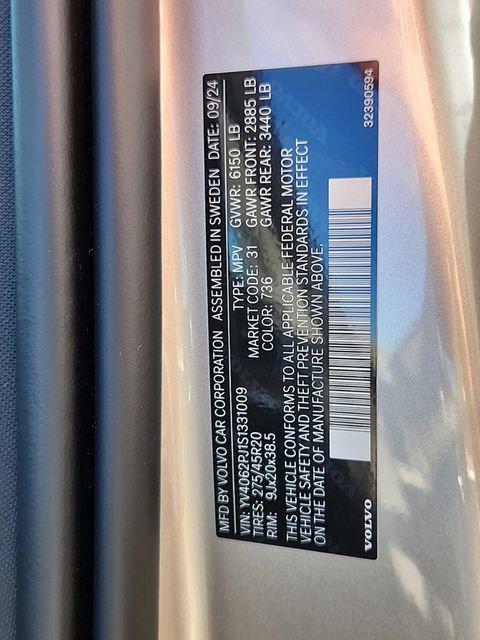 MFD BY VOLVO CAR CORPORATION ASSEMBLED IN SWEDEN DATE: 09/24
VIN: YV4062PJ1S1331009 TYPE: MPV GVWR: 6150 LB
TIRES: 275/45R20 MARKET CODE: 31 GAWR FRONT: 2885 LB
RIM: 9Jx20x38.5 COLOR: 736 GAWR REAR: 3440 LB
THIS VEHICLE CONFORMS TO ALL APPLICABLE FEDERAL MOTOR
VEHICLE SAFETY AND THEFT PREVENTION STANDARDS IN EFFECT
ON THE DATE OF MANUFACTURE SHOWN ABOVE.
VOLVO 32390594